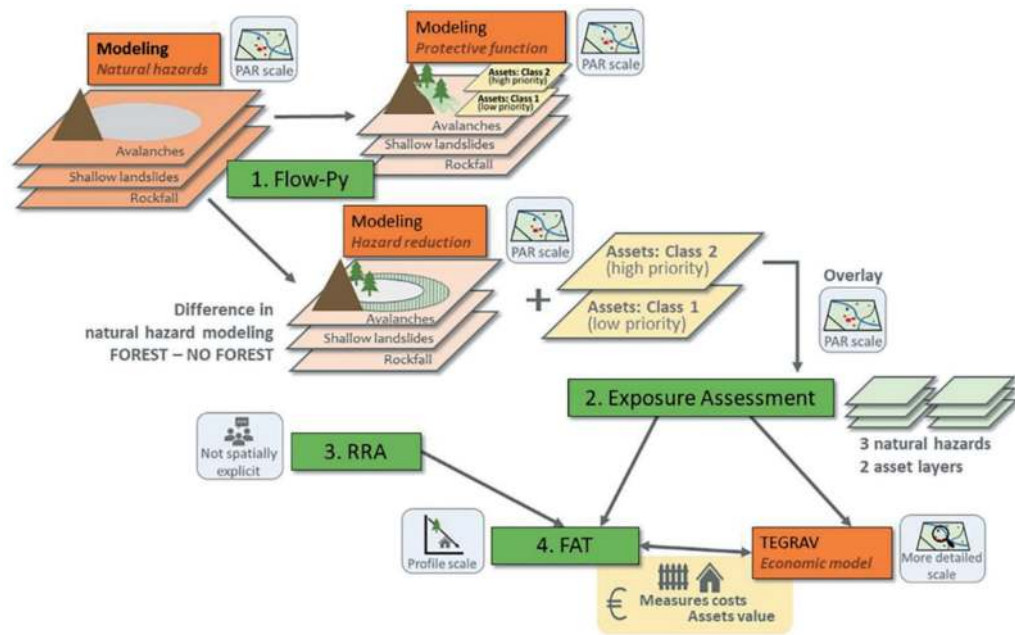 Modeling
Natural hazards
PAR scale
Avalanches
Shallow landslides
Rockfall
Modeling
Protective function
PAR scale
Assets: Class 2
(high priority)
Assets: Class 1
(low priority)
Avalanches
Shallow landslides
Rockfall
1. Flow-Py
Modeling
Hazard reduction
PAR scale
Avalanches
Shallow landslides
Rockfall
Difference in
natural hazard modeling
FOREST – NO FOREST
+
Assets: Class 2
(high priority)
Assets: Class 1
(low priority)
Overlay
PAR scale
2. Exposure Assessment
3 natural hazards
2 asset layers
Not spatially
explicit
3. RRA
Profile scale
4. FAT
TEGRAV
Economic model
More detailed
scale
€
Measures costs
Assets value